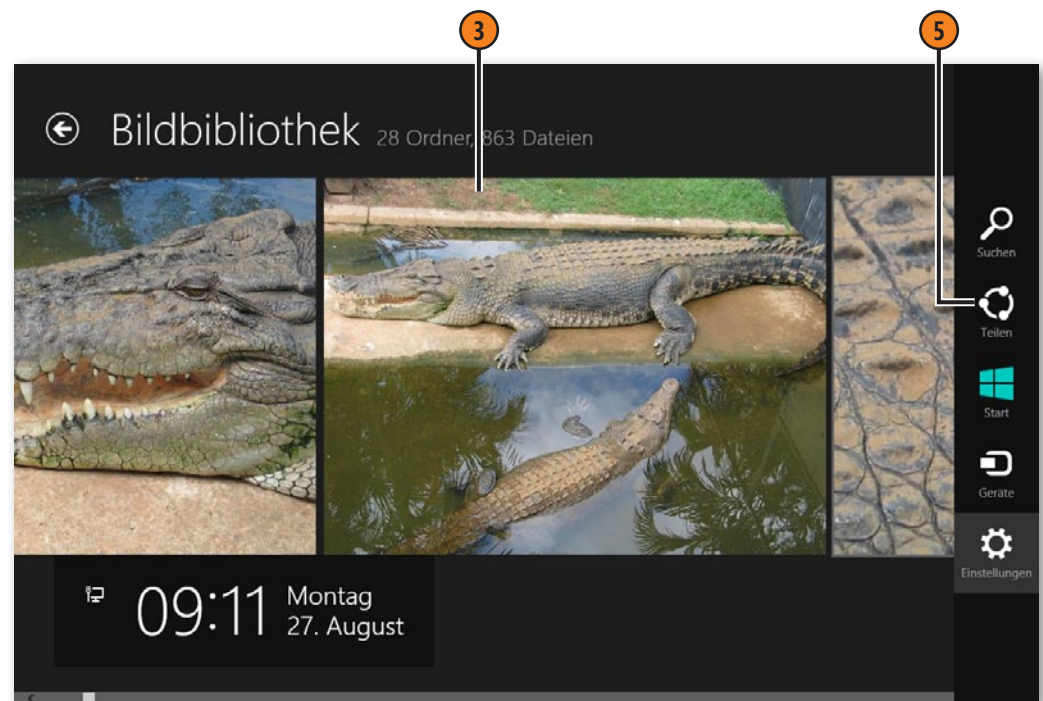 3
5
Bildbibliothek 28 Ordner, 863 Dateien
Suchen
Teilen
Start
Geräte
Einstellungen
09:11
Montag
27. August